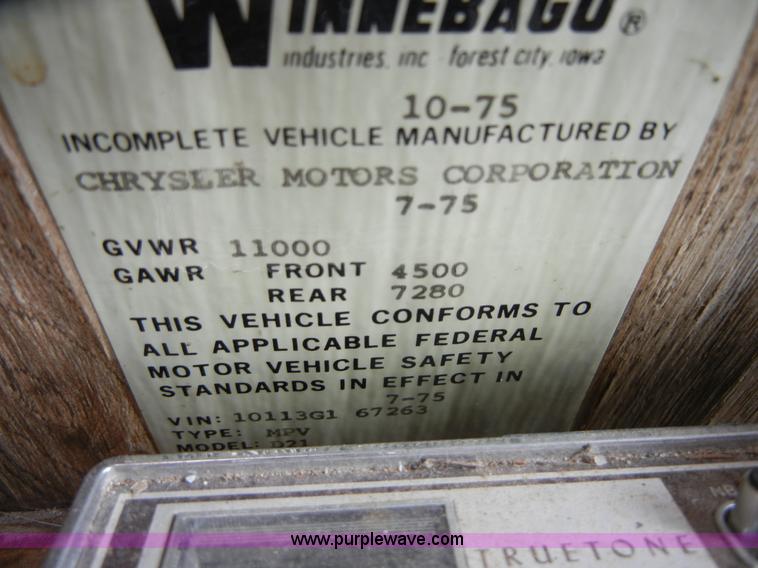 WINNEBAGO ®
industries, inc forest city, iowa
10-75
INCOMPLETE VEHICLE MANUFACTURED BY
CHRYSLER MOTORS CORPORATION
7-75
GVWR 11000
GAWR FRONT 4500
REAR 7280
THIS VEHICLE CONFORMS TO
ALL APPLICABLE FEDERAL
MOTOR VEHICLE SAFETY
STANDARDS IN EFFECT IN
7-75
VIN: 10113G1 67263
TYPE: MPV
MODEL: D21
TRUETONE
www.purplewave.com